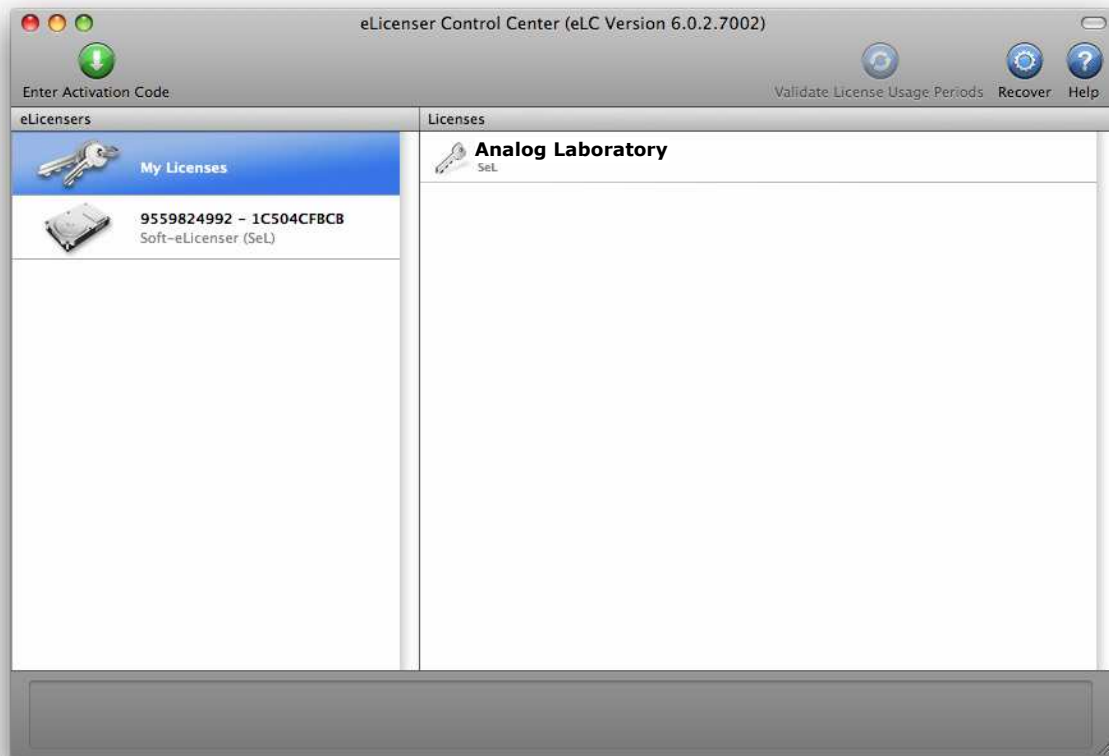 eLicenser Control Center (eLC Version 6.0.2.7002)
Enter Activation Code
Validate License Usage Periods
Recover
Help
eLicensers
Licenses
My Licenses
Analog Laboratory
SeL
9559824992 - 1C504CFBCB
Soft-eLicenser (SeL)